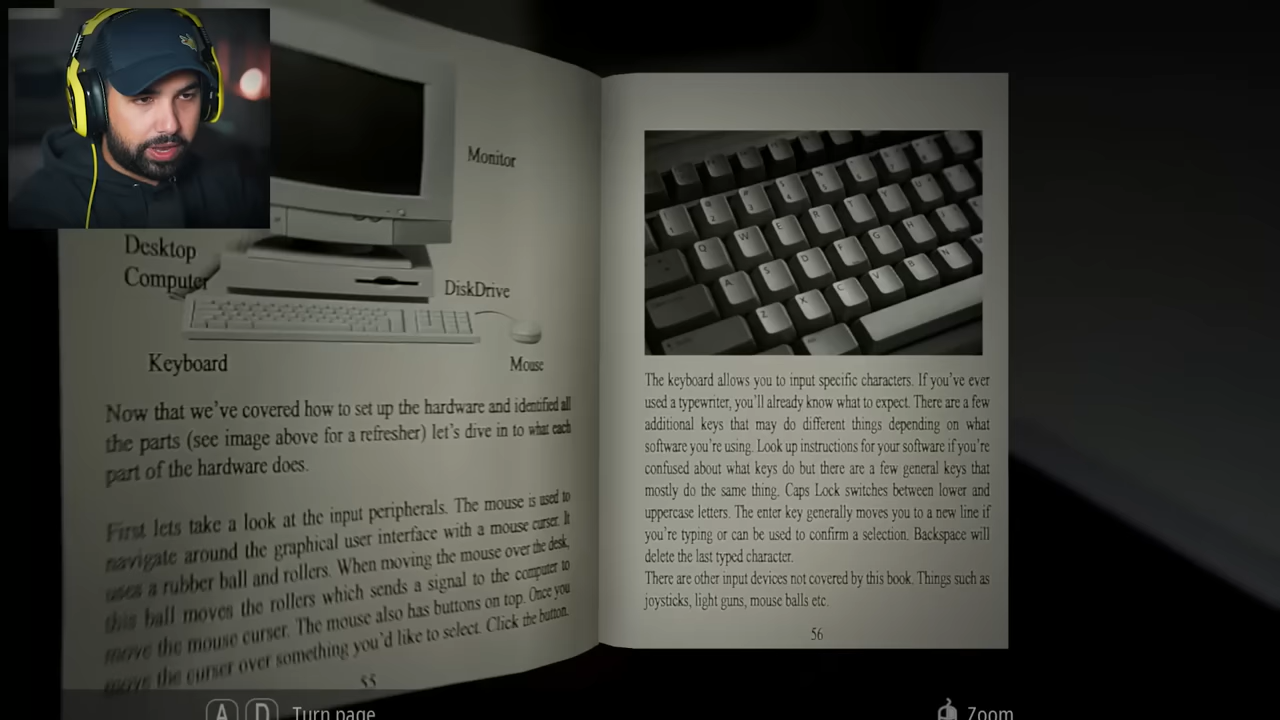 Monitor
Desktop
Computer
DiskDrive
Keyboard
Mouse
Now that we've covered how to set up the hardware and identified all
the parts (see image above for a refresher) let's dive in to what each
part of the hardware does.
First lets take a look at the input peripherals. The mouse is used to
navigate around the graphical user interface with a mouse curser. It
uses a rubber ball and rollers. When moving the mouse over the desk,
this ball moves the rollers which sends a signal to the computer to
move the mouse curser. The mouse also has buttons on top. Once you
move the curser over something you'd like to select. Click the button.
55
The keyboard allows you to input specific characters. If you've ever
used a typewriter, you'll already know what to expect. There are a few
additional keys that may do different things depending on what
software you're using. Look up instructions for your software if you're
confused about what keys do but there are a few general keys that
mostly do the same thing. Caps Lock switches between lower and
uppercase letters. The enter key generally moves you to a new line if
you're typing or can be used to confirm a selection. Backspace will
delete the last typed character.
There are other input devices not covered by this book. Things such as
joysticks, light guns, mouse balls etc.
56
A D Turn page
Zoom